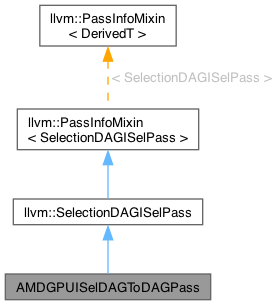 llvm::PassInfoMixin
< DerivedT >
< SelectionDAGISelPass >
llvm::PassInfoMixin
< SelectionDAGISelPass >
llvm::SelectionDAGISelPass
AMDGPUISelDAGToDAGPass